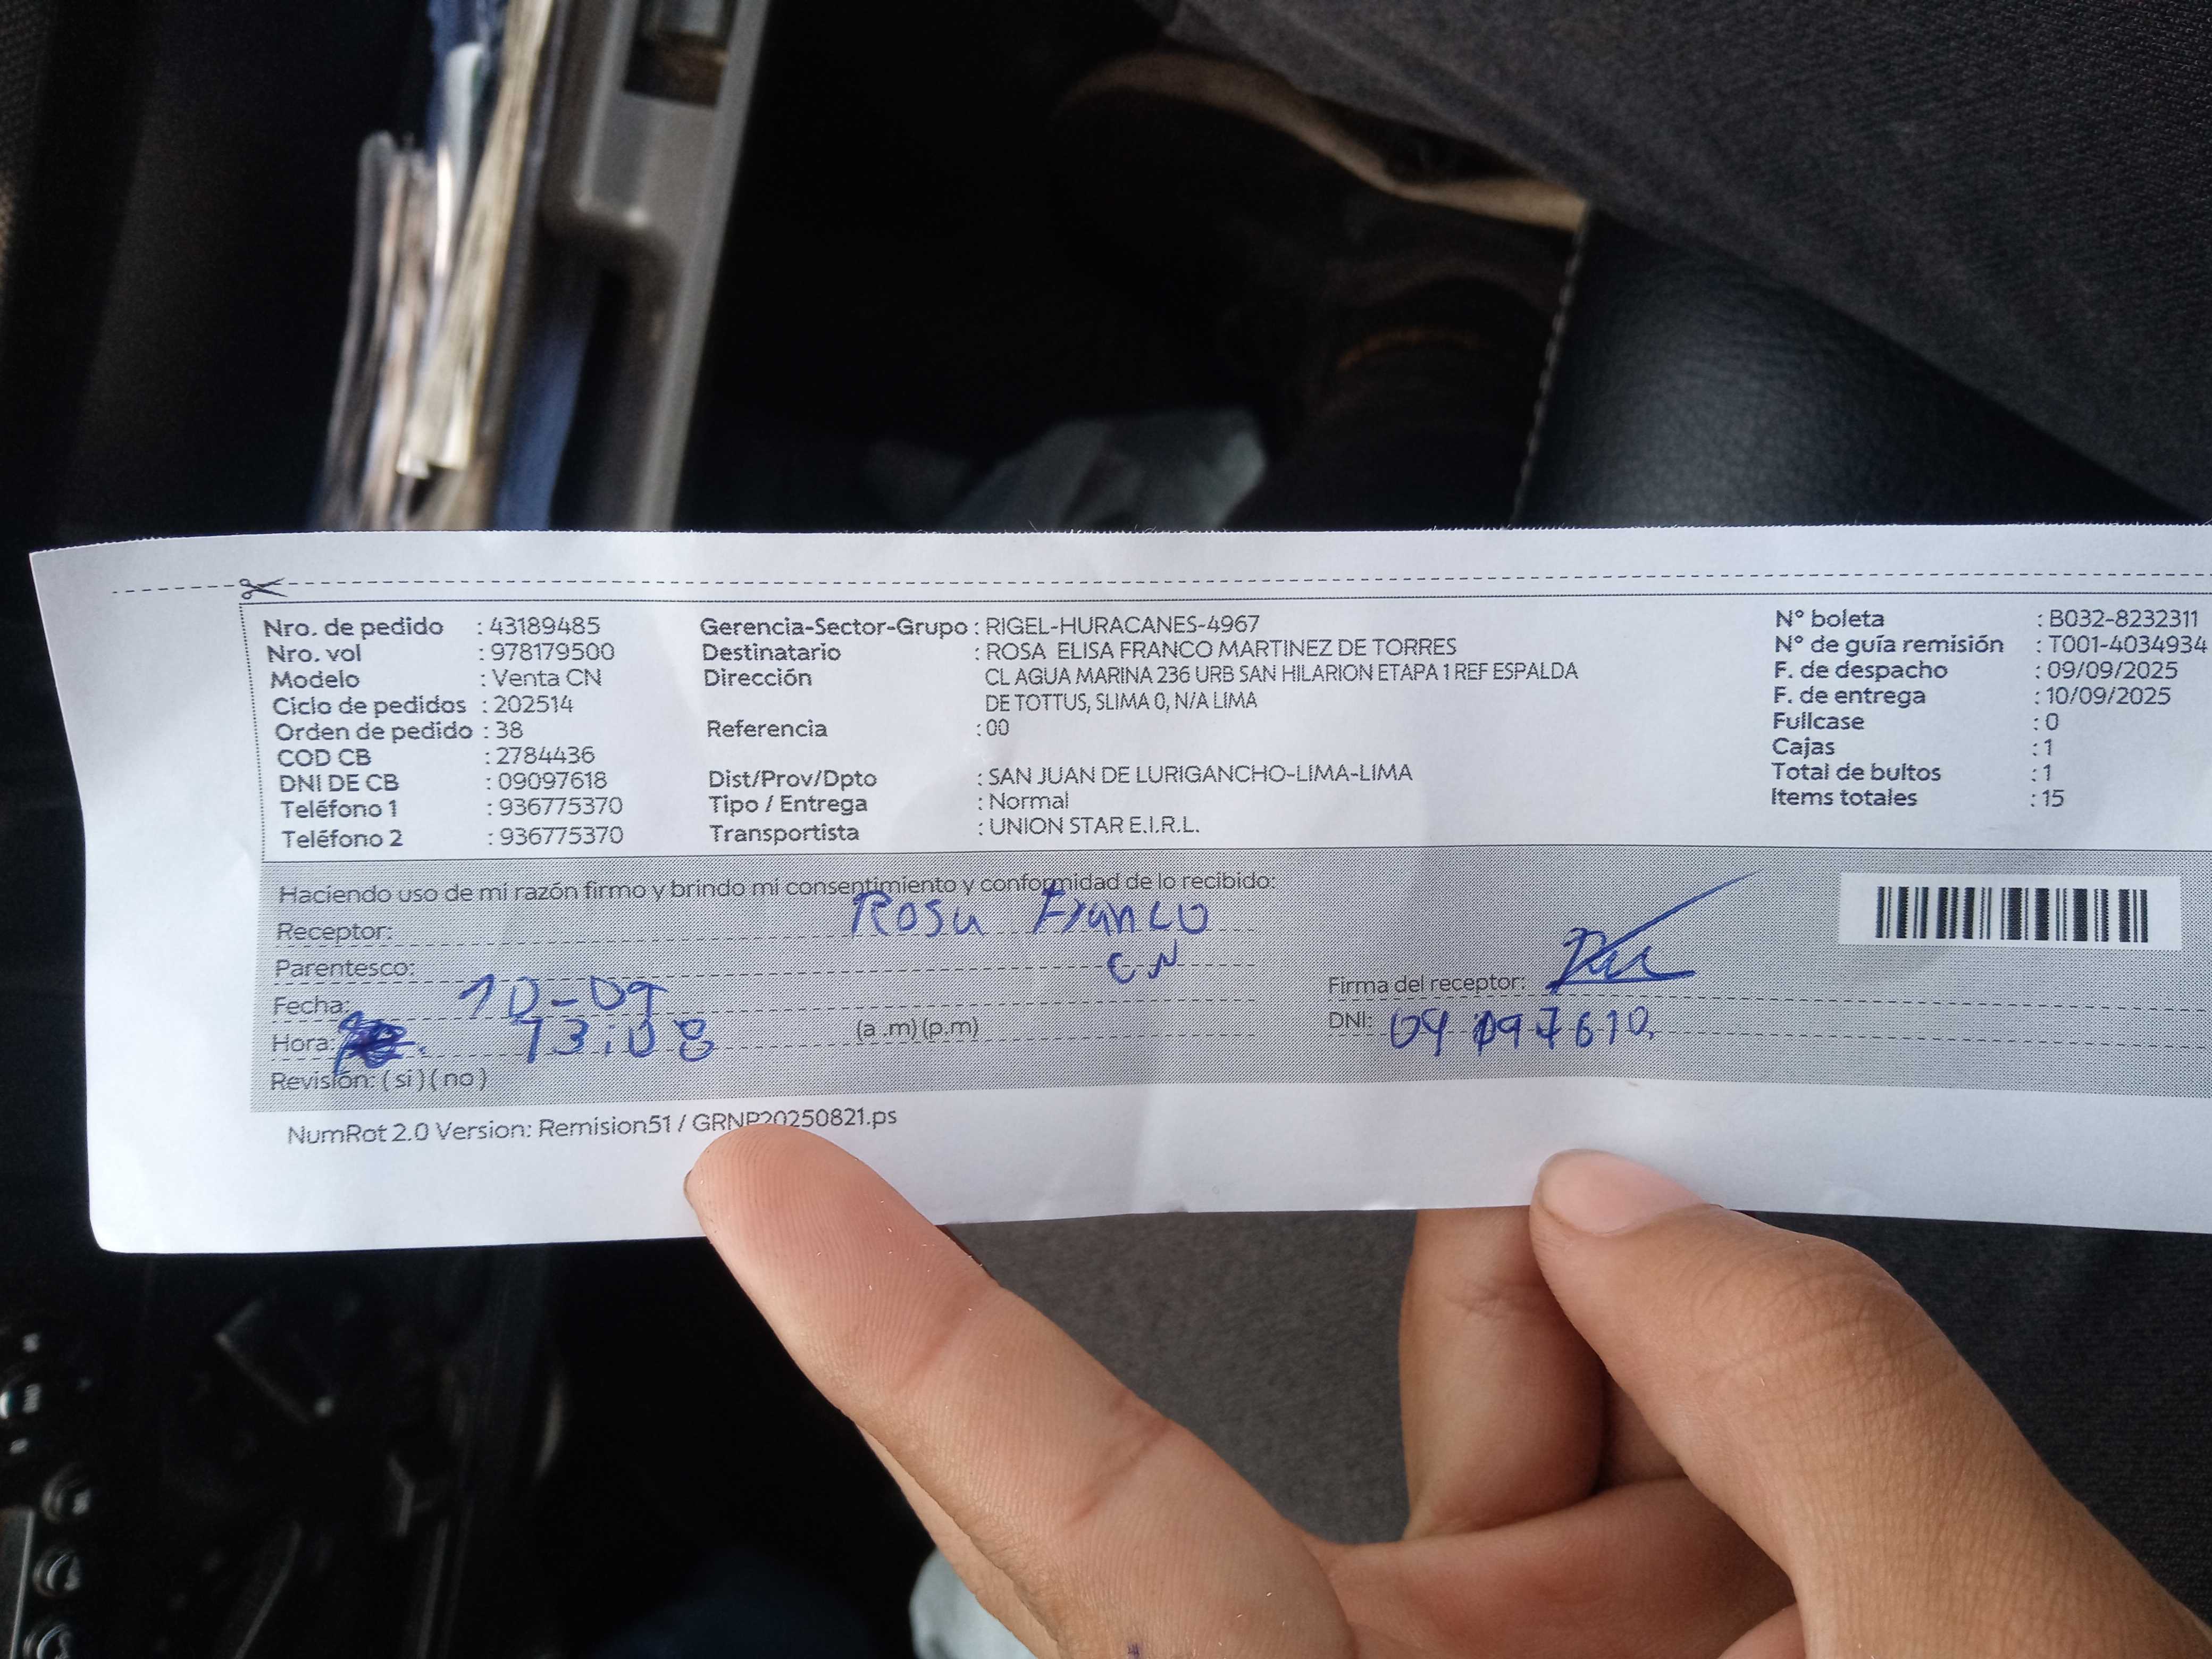 Nro. de pedido : 43189485
Nro. vol : 978179500
Modelo : Venta CN
Ciclo de pedidos : 202514
Orden de pedido : 38
COD CB : 2784436
DNI DE CB : 09097618
Teléfono 1 : 936775370
Teléfono 2 : 936775370
Gerencia-Sector-Grupo : RIGEL-HURACANES-4967
Destinatario : ROSA ELISA FRANCO MARTINEZ DE TORRES
Dirección CL AGUA MARINA 236 URB SAN HILARION ETAPA 1 REF ESPALDA
DE TOTTUS, SLIMA 0, N/A LIMA
Referencia : 00
Dist/Prov/Dpto : SAN JUAN DE LURIGANCHO-LIMA-LIMA
Tipo / Entrega : Normal
Transportista : UNION STAR E.I.R.L.
N° boleta : B032-8232311
N° de guía remisión : T001-4034934
F. de despacho : 09/09/2025
F. de entrega : 10/09/2025
Fullcase : 0
Cajas : 1
Total de bultos : 1
Items totales : 15
Haciendo uso de mi razón firmo y brindo mi consentimiento y conformidad de lo recibido:
Receptor: Rosa Franco
Parentesco: CN
Fecha: 10-09
Hora: 13:08 (a .m) (p.m)
Revisión: ( si ) ( no )
Firma del receptor:
DNI:
NumRot 2.0 Version: Remision51 / GRNP20250821.ps